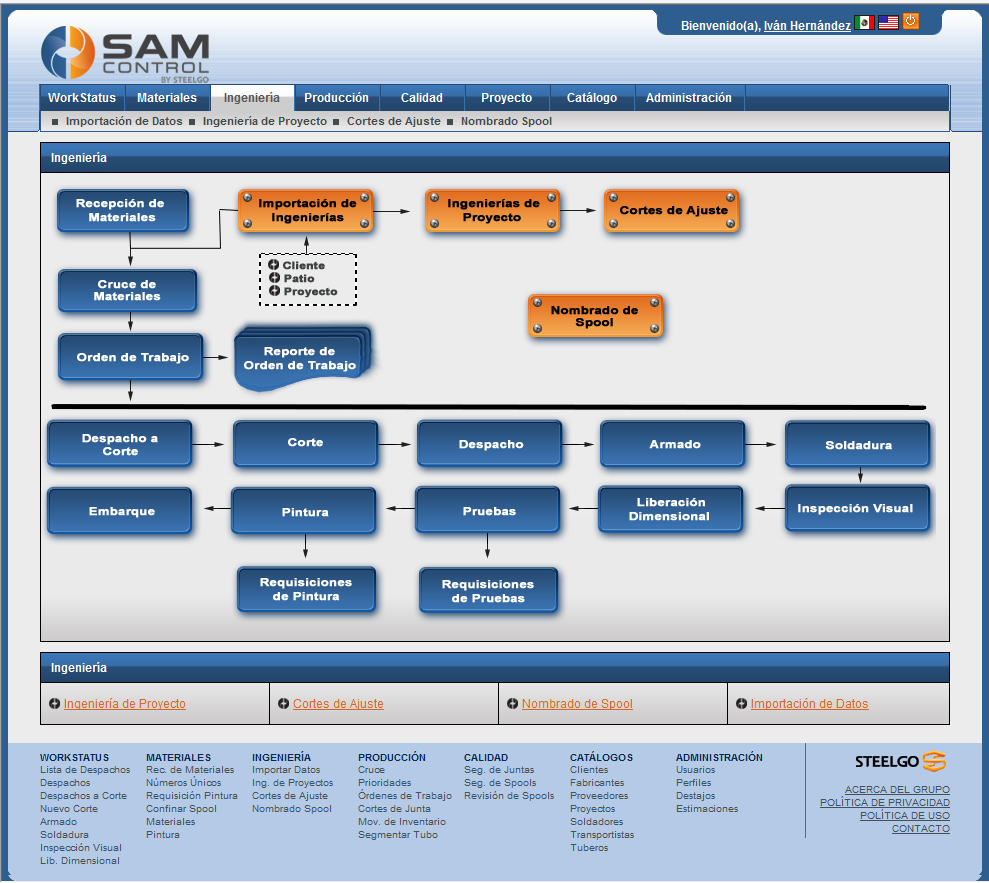 Bienvenido(a), Iván Hernández
SAM
CONTROL
BY STEELGO
WorkStatus Materiales Ingeniería Producción Calidad Proyecto Catálogo Administración
Importación de Datos Ingeniería de Proyecto Cortes de Ajuste Nombrado Spool
Ingeniería
Recepción de
Materiales
Importación de
Ingenierías
Ingenierías de
Proyecto
Cortes de Ajuste
Cliente
Patio
Proyecto
Cruce de
Materiales
Nombrado de
Spool
Orden de Trabajo
Reporte de
Orden de Trabajo
Despacho a
Corte
Corte
Despacho
Armado
Soldadura
Embarque
Pintura
Pruebas
Liberación
Dimensional
Inspección Visual
Requisiciones
de Pintura
Requisiciones
de Pruebas
Ingeniería
Ingeniería de Proyecto
Cortes de Ajuste
Nombrado de Spool
Importación de Datos
WORKSTATUS
Lista de Despachos
Despachos
Despachos a Corte
Nuevo Corte
Armado
Soldadura
Inspección Visual
Lib. Dimensional
MATERIALES
Rec. de Materiales
Números Únicos
Requisición Pintura
Confinar Spool
Materiales
Pintura
INGENIERÍA
Importar Datos
Ing. de Proyectos
Cortes de Ajuste
Nombrado Spool
PRODUCCIÓN
Cruce
Prioridades
Órdenes de Trabajo
Cortes de Junta
Mov. de Inventario
Segmentar Tubo
CALIDAD
Seg. de Juntas
Seg. de Spools
Revisión de Spools
CATÁLOGOS
Clientes
Fabricantes
Proveedores
Proyectos
Soldadores
Transportistas
Tuberos
ADMINISTRACIÓN
Usuarios
Perfiles
Destajos
Estimaciones
STEELGO
ACERCA DEL GRUPO
POLÍTICA DE PRIVACIDAD
POLÍTICA DE USO
CONTACTO